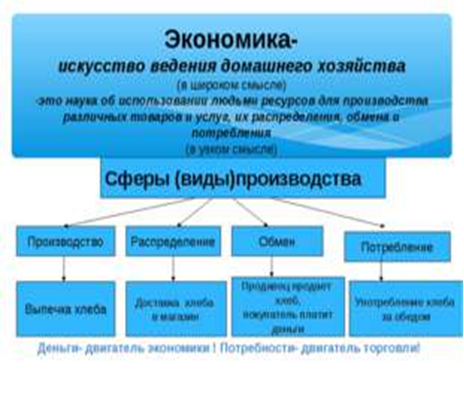 Экономика-
искусство ведения домашнего хозяйства
(в широком смысле)
-это наука об использовании людьми ресурсов для производства
различных товаров и услуг, их распределения, обмена и
потребления
(в узком смысле)
Сферы (виды)производства
Производство
Распределение
Обмен
Потребление
Выпечка хлеба
Доставка хлеба
в магазин
Продавец продает
хлеб,
покупатель платит
деньги
Употребление хлеба
за обедом
Деньги- двигатель экономики ! Потребности- двигатель торговли!